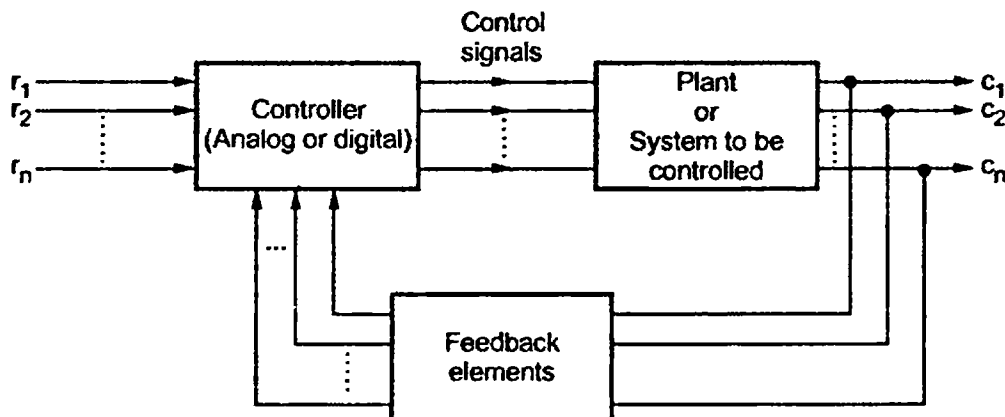 Control
signals
r1
r2
rn
Controller
(Analog or digital)
Plant
or
System to be
controlled
c1
c2
cn
...
Feedback
elements